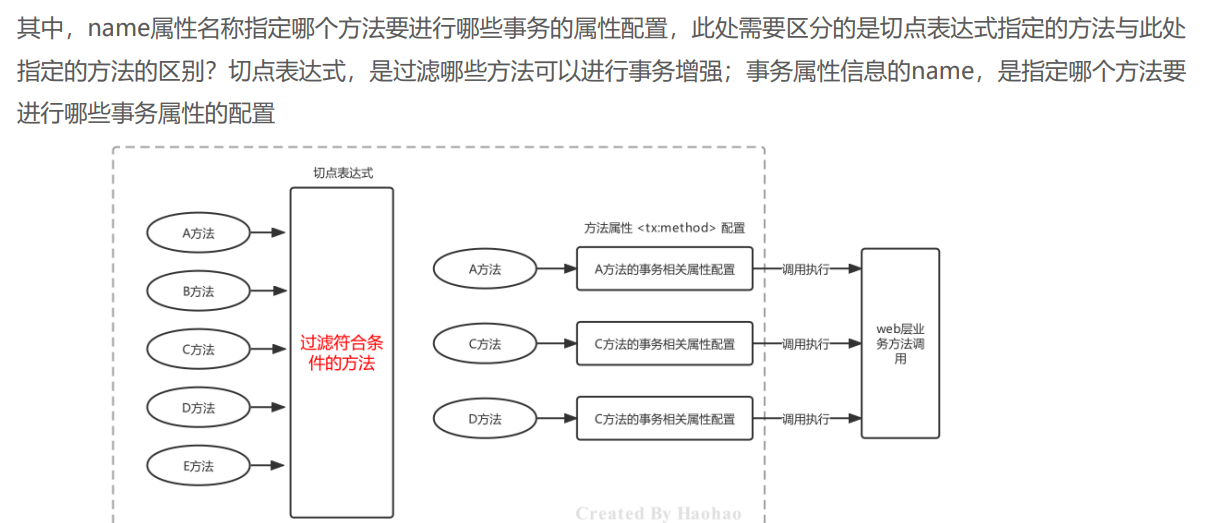 其中，name属性名称指定哪个方法要进行哪些事务的属性配置，此处需要区分的是切点表达式指定的方法与此处
指定的方法的区别？切点表达式，是过滤哪些方法可以进行事务增强；事务属性信息的name，是指定哪个方法要
进行哪些事务属性的配置
切点表达式
A方法
B方法
C方法
D方法
E方法
过滤符合条
件的方法
方法属性 <tx:method> 配置
A方法
A方法的事务相关属性配置
调用执行
C方法
C方法的事务相关属性配置
调用执行
D方法
C方法的事务相关属性配置
调用执行
web层业
务方法调
用
Created By Haohao